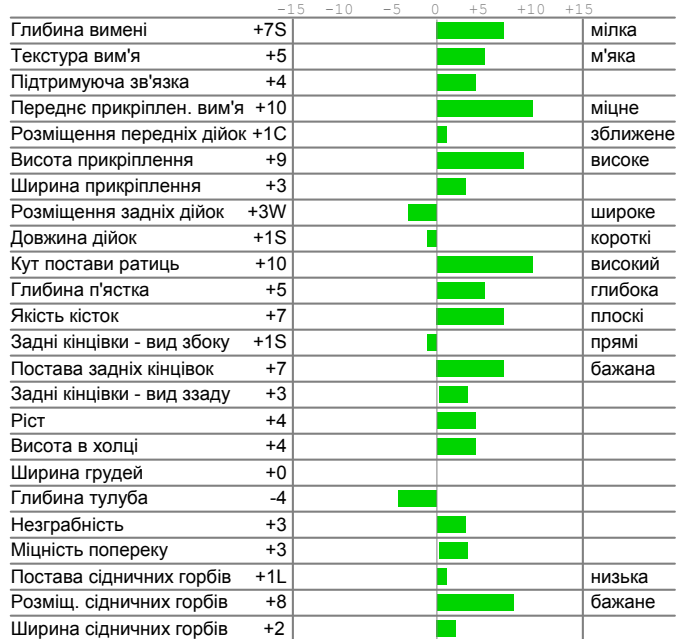 -15 -10 -5 0 +5 +10 +15
Глибина вимені +7S мілка
Текстура вим'я +5 м'яка
Підтримуюча зв'язка +4
Переднє прикріплен. вим'я +10 міцне
Розміщення передніх дійок +1C зближене
Висота прикріплення +9 високе
Ширина прикріплення +3
Розміщення задніх дійок +3W широке
Довжина дійок +1S короткі
Кут постави ратиць +10 високий
Глибина п'ястка +5 глибока
Якість кісток +7 плоскі
Задні кінцівки - вид збоку +1S прямі
Постава задніх кінцівок +7 бажана
Задні кінцівки - вид ззаду +3
Ріст +4
Висота в холці +4
Ширина грудей +0
Глибина тулуба -4
Незграбність +3
Міцність попереку +3
Постава сідничних горбів +1L низька
Розміщ. сідничних горбів +8 бажане
Ширина сідничних горбів +2